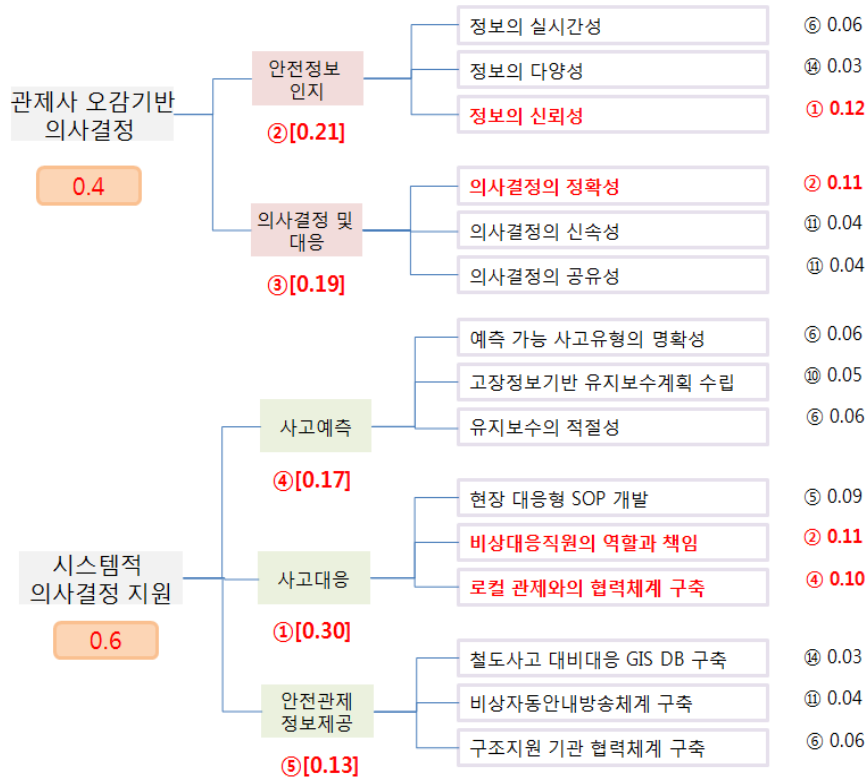 관제사 오감기반
의사결정
0.4
안전정보
인지
②[0.21]
정보의 실시간성 ⑥ 0.06
정보의 다양성 ⑭ 0.03
정보의 신뢰성 ① 0.12
의사결정 및
대응
③[0.19]
의사결정의 정확성 ② 0.11
의사결정의 신속성 ⑪ 0.04
의사결정의 공유성 ⑪ 0.04
시스템적
의사결정 지원
0.6
사고예측
④[0.17]
예측 가능 사고유형의 명확성 ⑥ 0.06
고장정보기반 유지보수계획 수립 ⑩ 0.05
유지보수의 적절성 ⑥ 0.06
사고대응
①[0.30]
현장 대응형 SOP 개발 ⑤ 0.09
비상대응직원의 역할과 책임 ② 0.11
로컬 관제와의 협력체계 구축 ④ 0.10
안전관제
정보제공
⑤[0.13]
철도사고 대비대응 GIS DB 구축 ⑭ 0.03
비상자동안내방송체계 구축 ⑪ 0.04
구조지원 기관 협력체계 구축 ⑥ 0.06